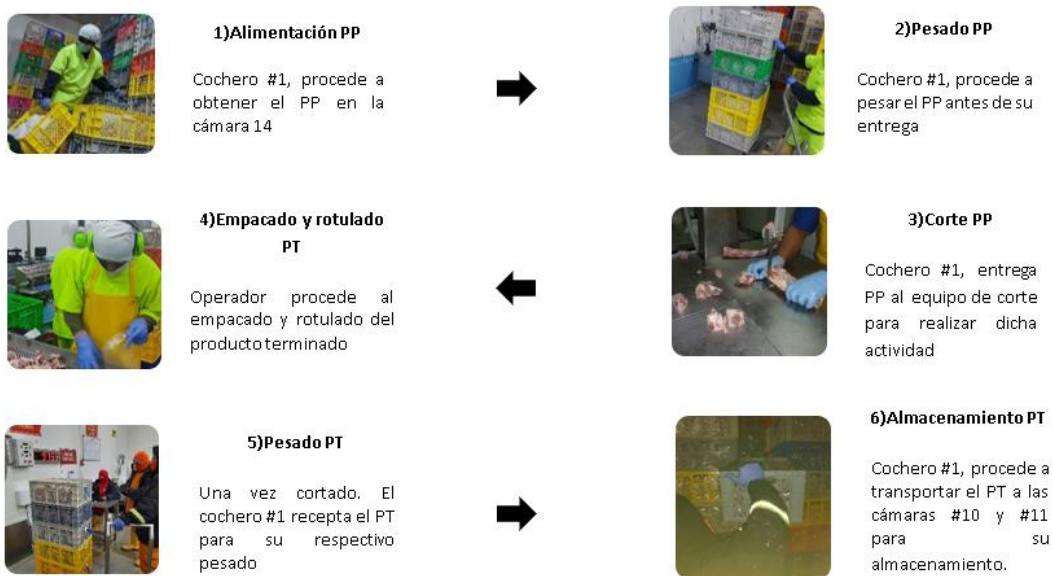 1)Alimentación PP
Cochero #1, procede a
obtener el PP en la
cámara 14
2)Pesado PP
Cochero #1, procede a
pesar el PP antes de su
entrega
3)Corte PP
Cochero #1, entrega
PP al equipo de corte
para realizar dicha
actividad
4)Empacado y rotulado
PT
Operador procede al
empacado y rotulado del
producto terminado
5)Pesado PT
Una vez cortado. El
cochero #1 recepta el PT
para su respectivo
pesado
6)Almacenamiento PT
Cochero #1, procede a
transportar el PT a las
cámaras #10 y #11
para su
almacenamiento.